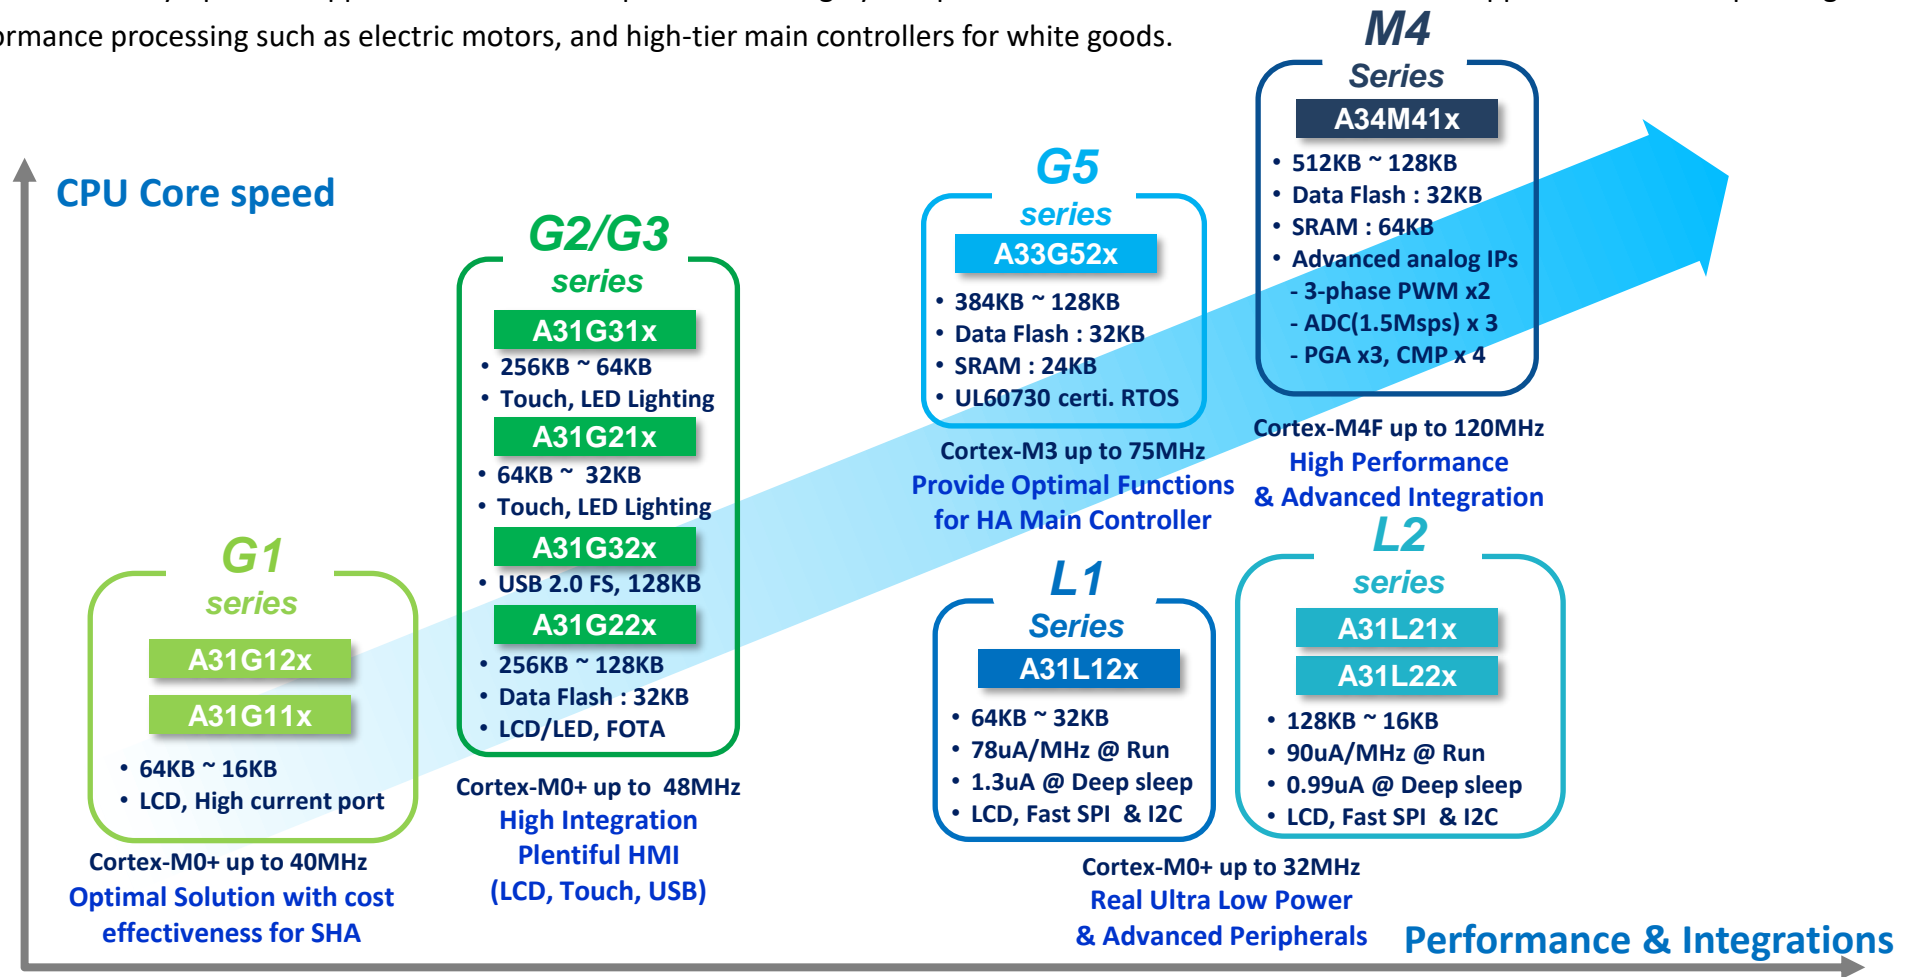 ormance processing such as electric motors, and high-tier main controllers for white goods.
CPU Core speed
G1
series
A31G12x
A31G11x
• 64KB ~ 16KB
• LCD, High current port
Cortex-M0+ up to 40MHz
Optimal Solution with cost
effectiveness for SHA
G2/G3
series
A31G31x
• 256KB ~ 64KB
• Touch, LED Lighting
A31G21x
• 64KB ~ 32KB
• Touch, LED Lighting
A31G32x
• USB 2.0 FS, 128KB
A31G22x
• 256KB ~ 128KB
• Data Flash : 32KB
• LCD/LED, FOTA
Cortex-M0+ up to 48MHz
High Integration
Plentiful HMI
(LCD, Touch, USB)
G5
series
A33G52x
• 384KB ~ 128KB
• Data Flash : 32KB
• SRAM : 24KB
• UL60730 certi. RTOS
Cortex-M3 up to 75MHz
Provide Optimal Functions
for HA Main Controller
M4
Series
A34M41x
• 512KB ~ 128KB
• Data Flash : 32KB
• SRAM : 64KB
• Advanced analog IPs
- 3-phase PWM x2
- ADC(1.5Msps) x 3
- PGA x3, CMP x 4
Cortex-M4F up to 120MHz
High Performance
& Advanced Integration
L1
Series
A31L12x
• 64KB ~ 32KB
• 78uA/MHz @ Run
• 1.3uA @ Deep sleep
• LCD, Fast SPI & I2C
L2
series
A31L21x
A31L22x
• 128KB ~ 16KB
• 90uA/MHz @ Run
• 0.99uA @ Deep sleep
• LCD, Fast SPI & I2C
Cortex-M0+ up to 32MHz
Real Ultra Low Power
& Advanced Peripherals
Performance & Integrations